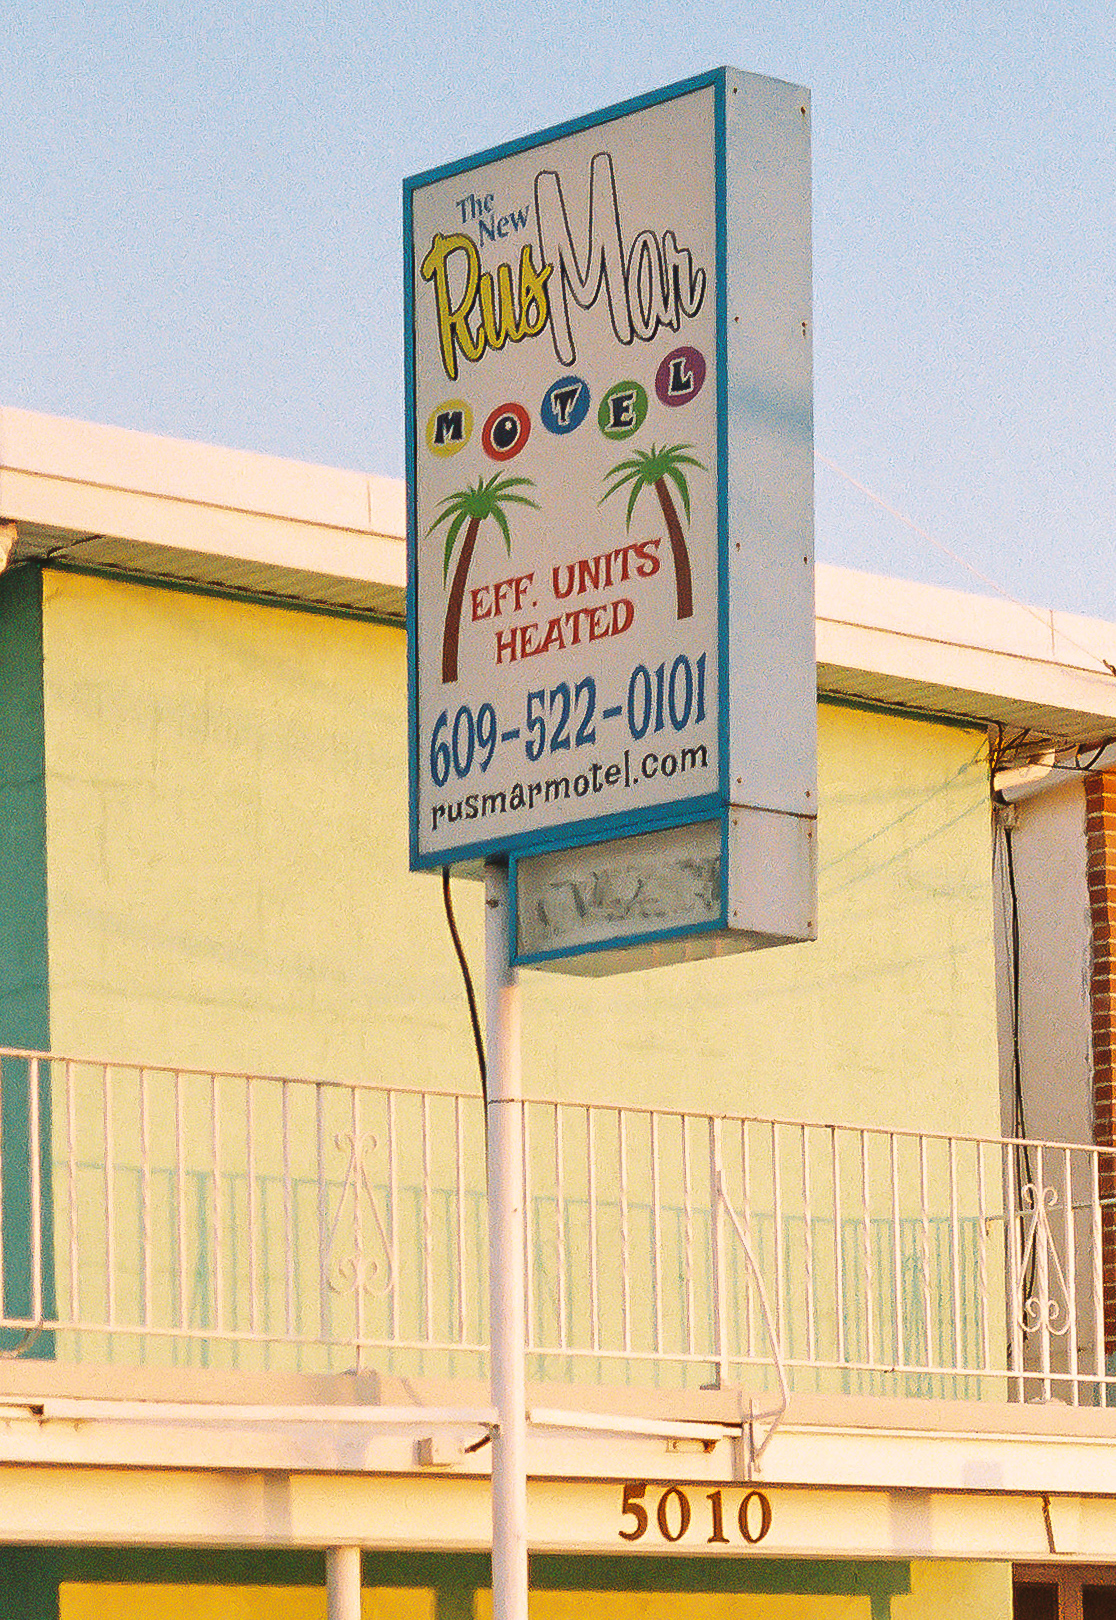 The
New
RusMar
MOTEL
EFF. UNITS
HEATED
609-522-0101
rusmarmotel.com
5010